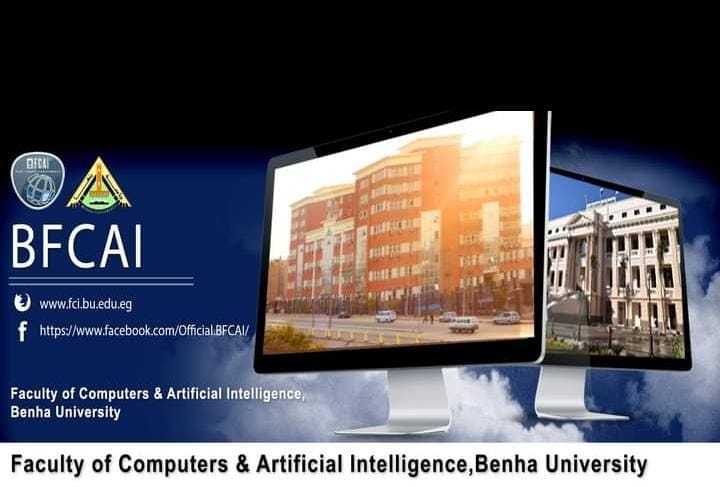 BFCAI
BFCAI
www.fci.bu.edu.eg
https://www.facebook.com/Official.BFCAI/
Faculty of Computers & Artificial Intelligence,
Benha University
Faculty of Computers & Artificial Intelligence,Benha University